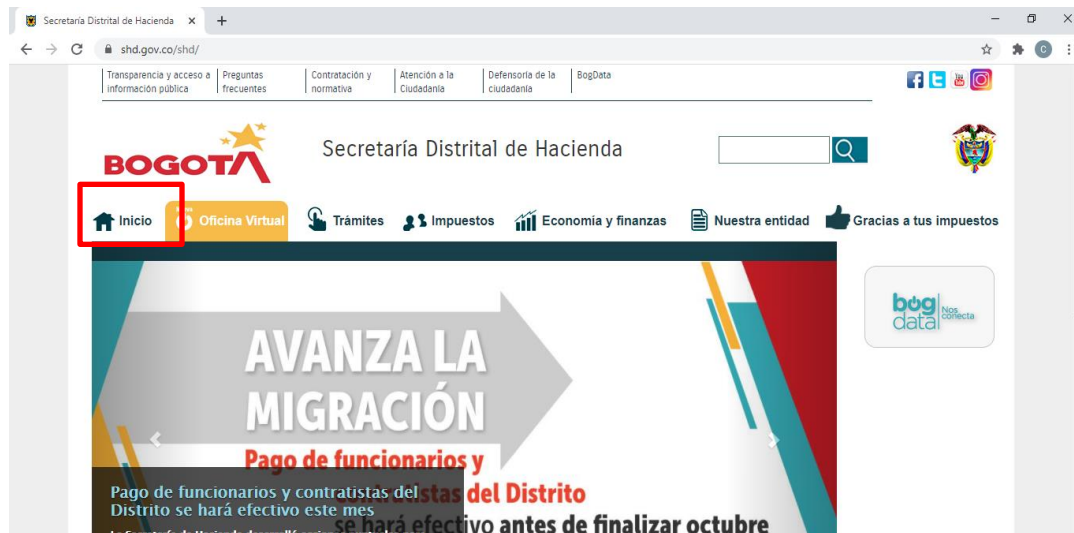 Secretaría Distrital de Hacienda
shd.gov.co/shd/
C
Transparencia y acceso a
información pública
Preguntas
frecuentes
Contratación y
normativa
Atención a la
Ciudadanía
Defensoría de la
ciudadanía
BogData
You
BOGOTÁ
Secretaría Distrital de Hacienda
Inicio
Oficina Virtual
Trámites
Impuestos
Economía y finanzas
Nuestra entidad
Gracias a tus impuestos
AVANZA LA
MIGRACIÓN
Pago de funcionarios y
contratistas del Distrito
se hará efectivo antes de finalizar octubre
Pago de funcionarios y contratistas del
Distrito se hará efectivo este mes
bog
data
Nos
conecta